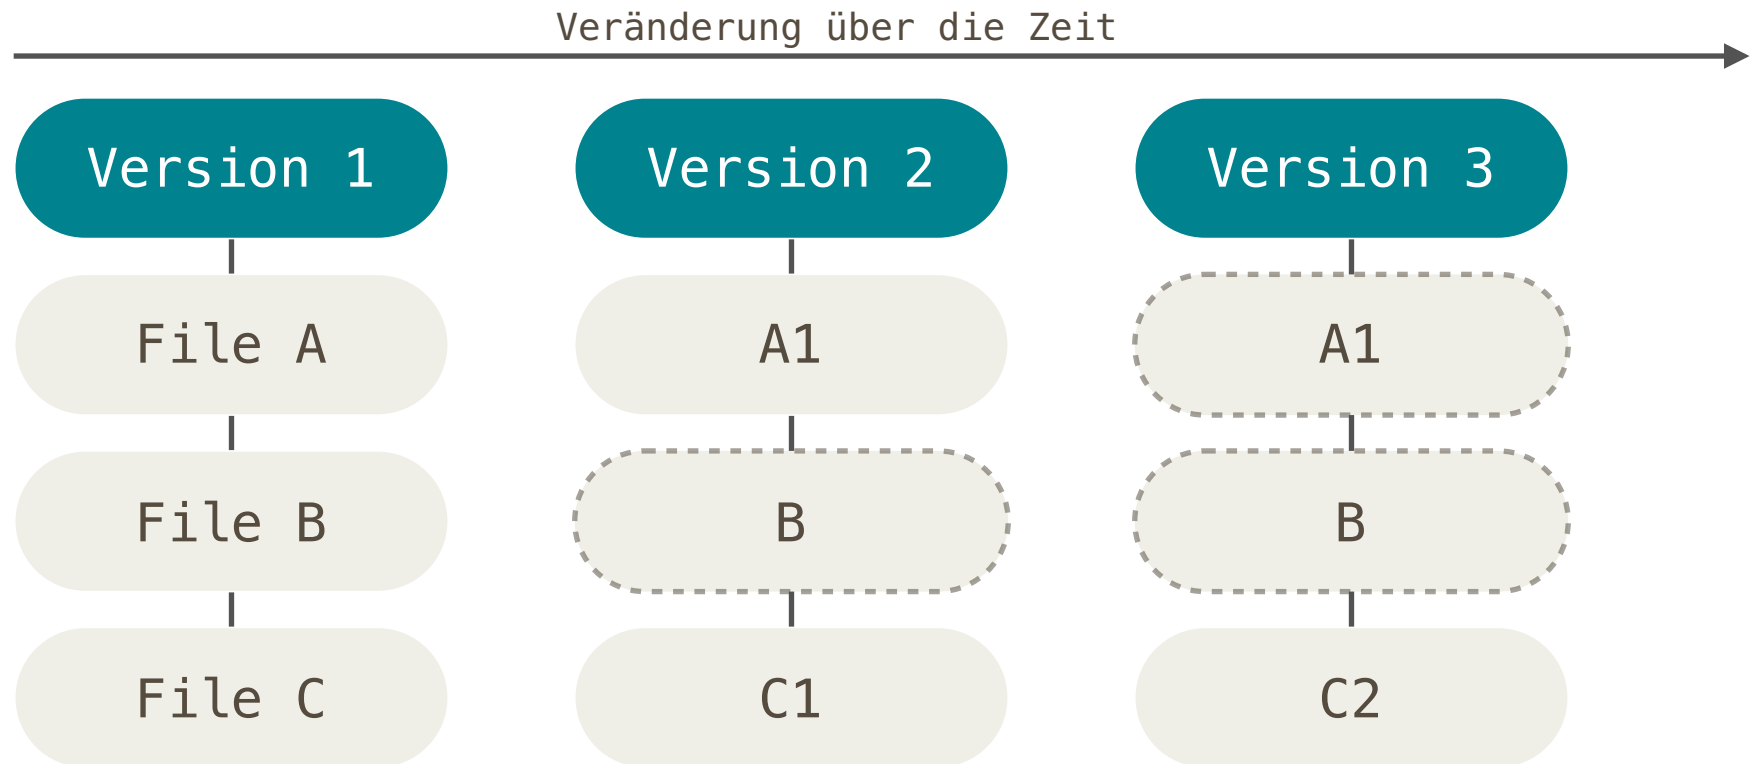 Veränderung über die Zeit
Version 1
Version 2
Version 3
File A
A1
A1
File B
B
B
File C
C1
C2